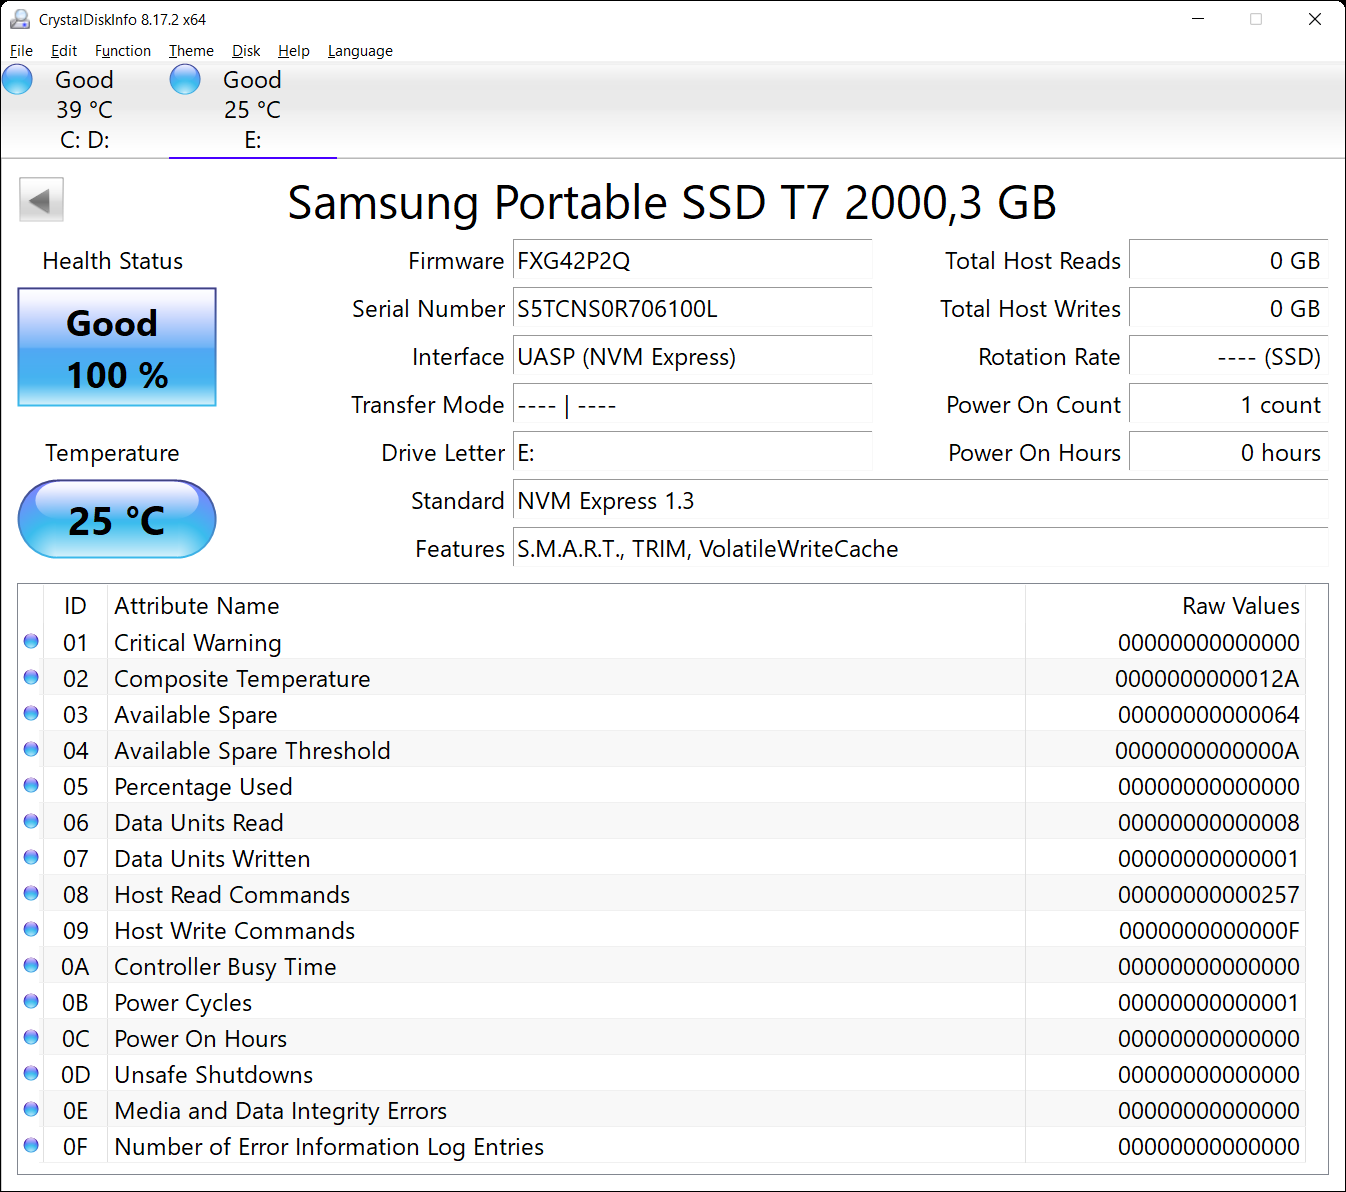 CrystalDiskInfo 8.17.2 x64
File Edit Function Theme Disk Help Language
Good Good
39 °C 25 °C
C: D: E:
Samsung Portable SSD T7 2000,3 GB
Health Status
Good
100 %
Temperature
25 °C
Firmware FXG42P2Q
Serial Number S5TCNS0R706100L
Interface UASP (NVM Express)
Transfer Mode ---- | ----
Drive Letter E:
Standard NVM Express 1.3
Features S.M.A.R.T., TRIM, VolatileWriteCache
Total Host Reads 0 GB
Total Host Writes 0 GB
Rotation Rate ---- (SSD)
Power On Count 1 count
Power On Hours 0 hours
ID Attribute Name Raw Values
01 Critical Warning 00000000000000
02 Composite Temperature 0000000000012A
03 Available Spare 00000000000064
04 Available Spare Threshold 0000000000000A
05 Percentage Used 00000000000000
06 Data Units Read 00000000000008
07 Data Units Written 00000000000001
08 Host Read Commands 00000000000257
09 Host Write Commands 0000000000000F
0A Controller Busy Time 00000000000000
0B Power Cycles 00000000000001
0C Power On Hours 00000000000000
0D Unsafe Shutdowns 00000000000000
0E Media and Data Integrity Errors 00000000000000
0F Number of Error Information Log Entries 00000000000000